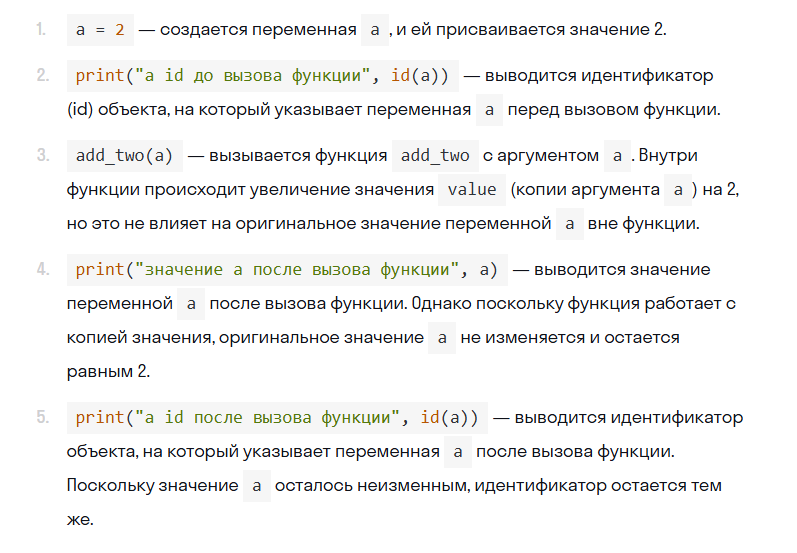 1. a = 2 — создается переменная a , и ей присваивается значение 2.
2. print("a id до вызова функции", id(a)) — выводится идентификатор
(id) объекта, на который указывает переменная a перед вызовом функции.
3. add_two(a) — вызывается функция add_two с аргументом a . Внутри
функции происходит увеличение значения value (копии аргумента a ) на 2,
но это не влияет на оригинальное значение переменной a вне функции.
4. print("значение a после вызова функции", a) — выводится значение
переменной a после вызова функции. Однако поскольку функция работает с
копией значения, оригинальное значение a не изменяется и остается
равным 2.
5. print("a id после вызова функции", id(a)) — выводится идентификатор
объекта, на который указывает переменная a после вызова функции.
Поскольку значение a осталось неизменным, идентификатор остается тем
же.